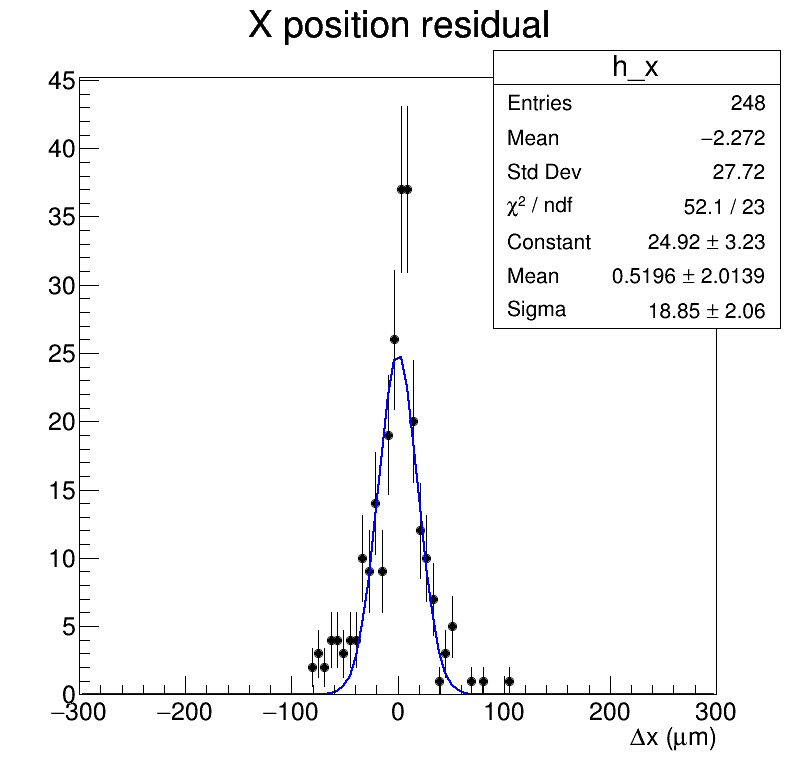 X position residual
h_x
Entries 248
Mean −2.272
Std Dev 27.72
χ² / ndf 52.1 / 23
Constant 24.92 ± 3.23
Mean 0.5196 ± 2.0139
Sigma 18.85 ± 2.06
45
40
35
30
25
20
15
10
5
0
−300 −200 −100 0 100 200 300
Δx (μm)